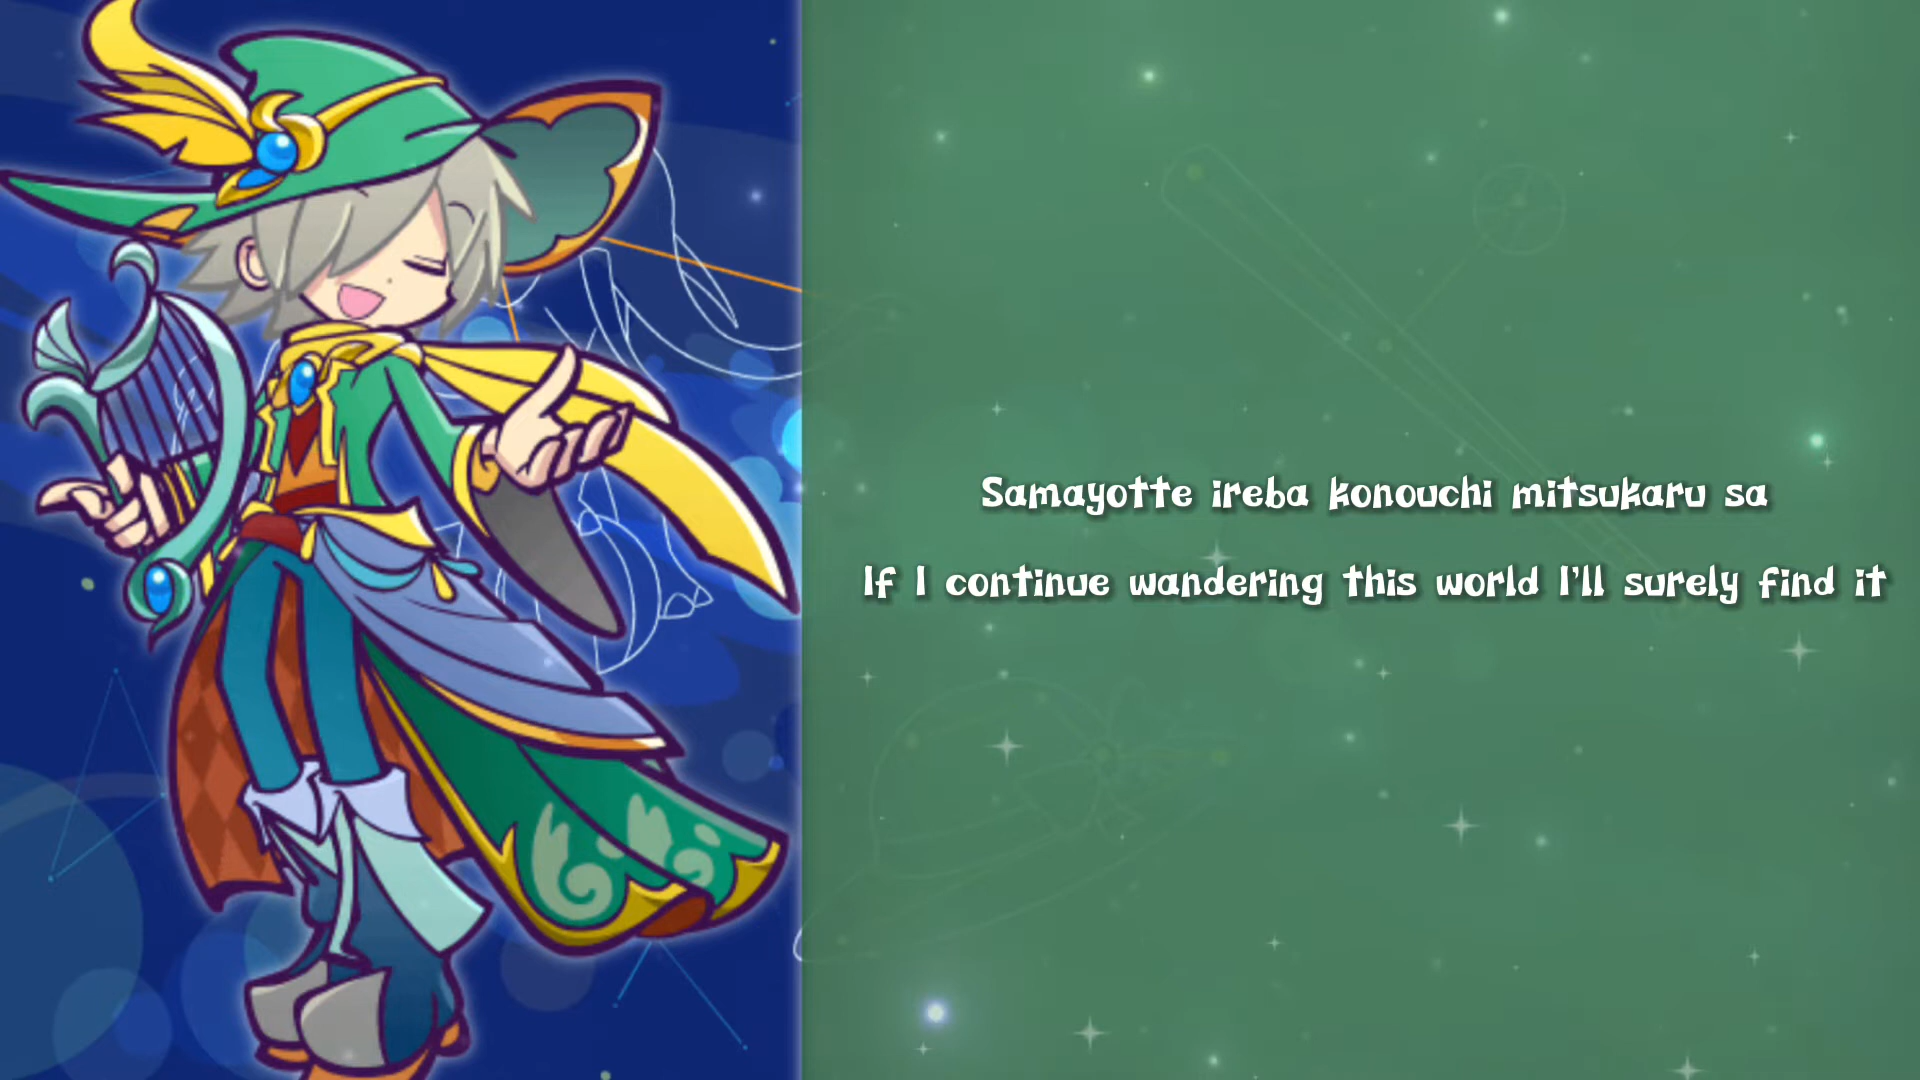 Samayotte ireba konouchi mitsukaru sa
If I continue wandering this world I'll surely find it